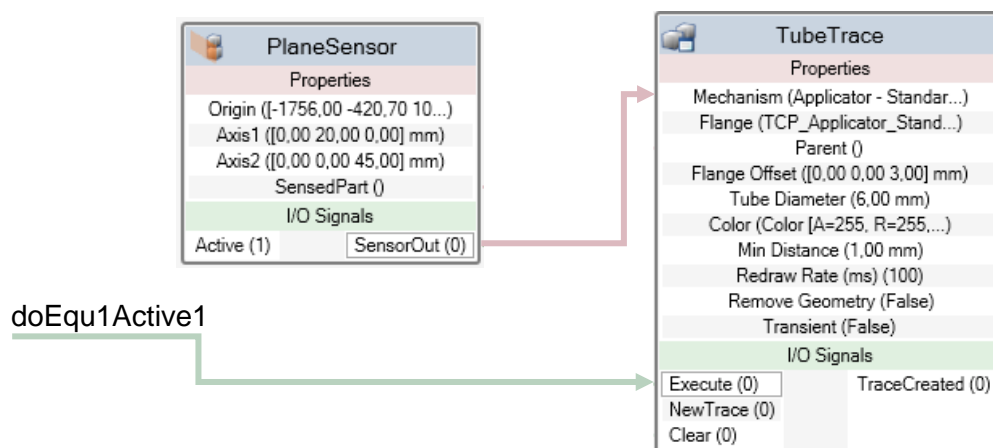 PlaneSensor
Properties
Origin ([-1756,00 -420,70 10...)
Axis1 ([0,00 20,00 0,00] mm)
Axis2 ([0,00 0,00 45,00] mm)
SensedPart ()
I/O Signals
Active (1) SensorOut (0)
doEqu1Active1
TubeTrace
Properties
Mechanism (Applicator - Standar...)
Flange (TCP_Applicator_Stand...)
Parent ()
Flange Offset ([0,00 0,00 3,00] mm)
Tube Diameter (6,00 mm)
Color (Color [A=255, R=255,...)
Min Distance (1,00 mm)
Redraw Rate (ms) (100)
Remove Geometry (False)
Transient (False)
I/O Signals
Execute (0) TraceCreated (0)
NewTrace (0)
Clear (0)